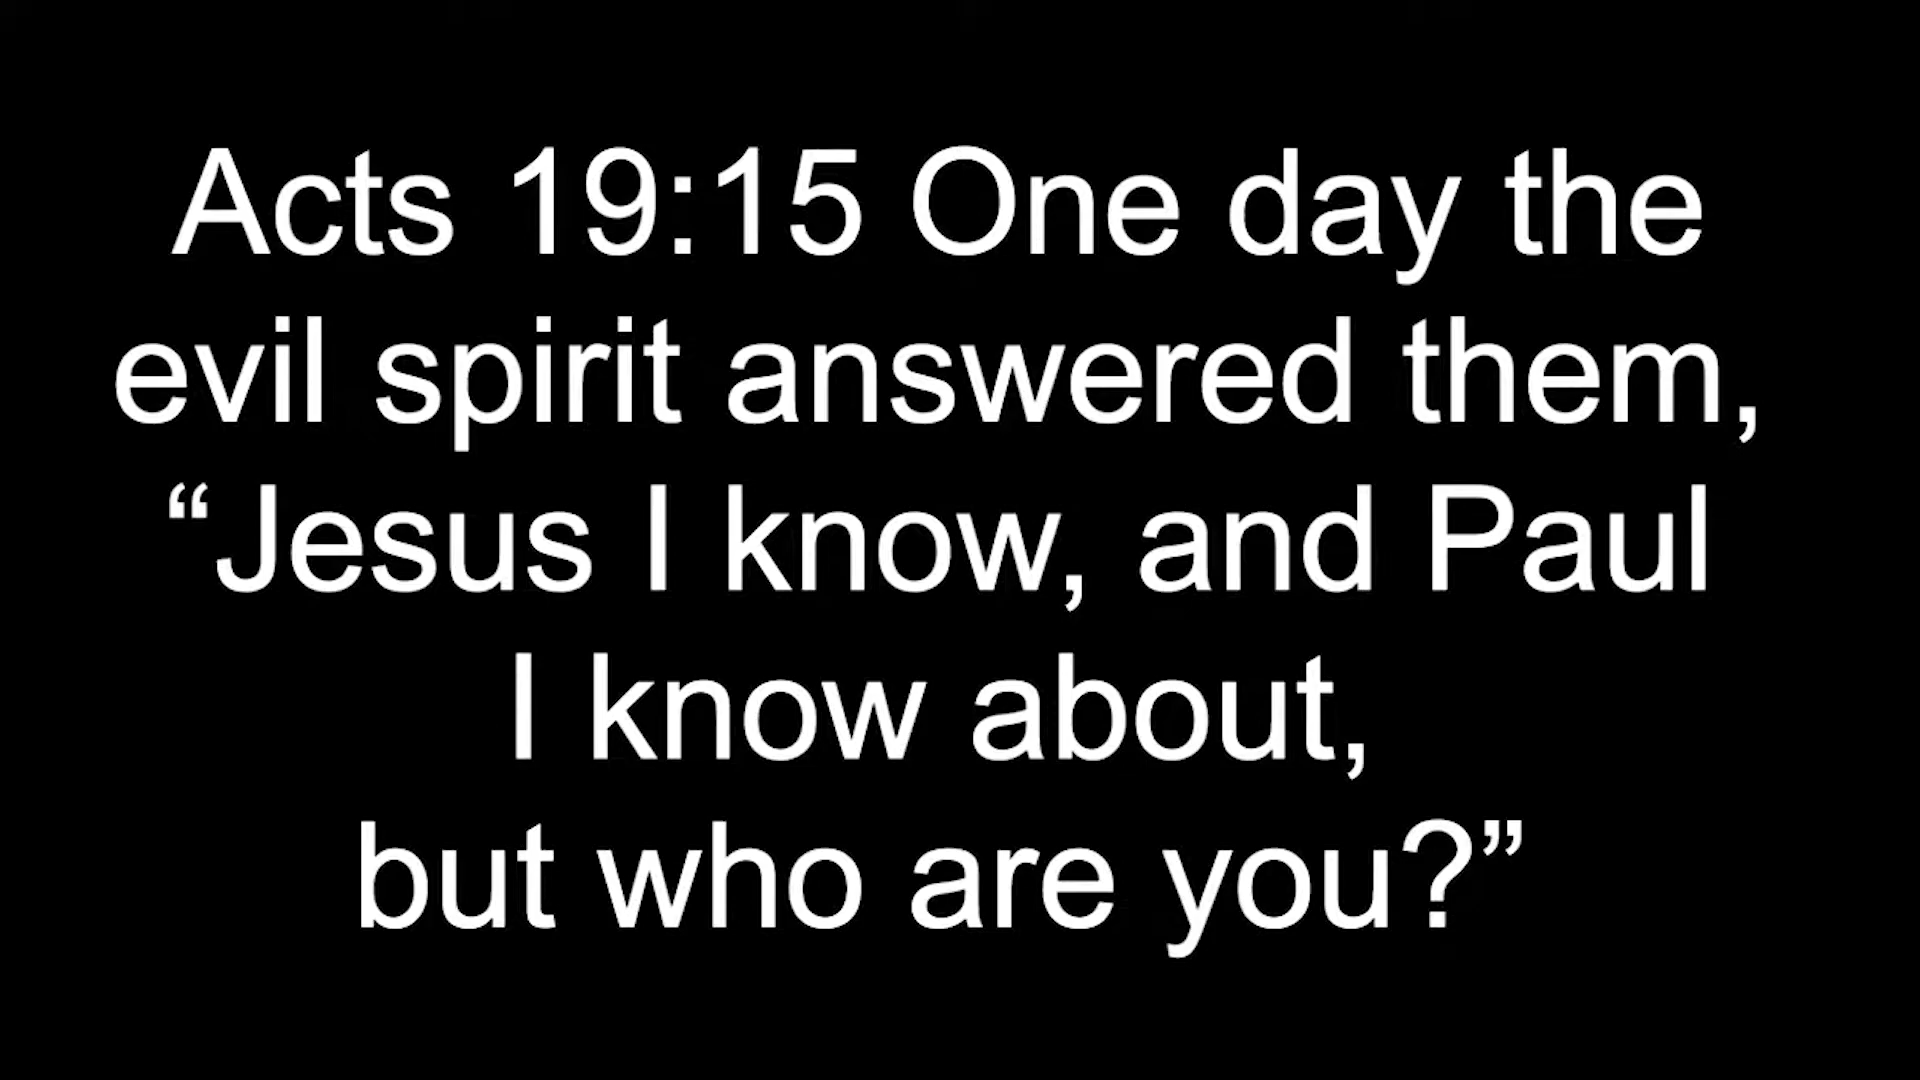 Acts 19:15 One day the
evil spirit answered them,
“Jesus I know, and Paul
I know about,
but who are you?”